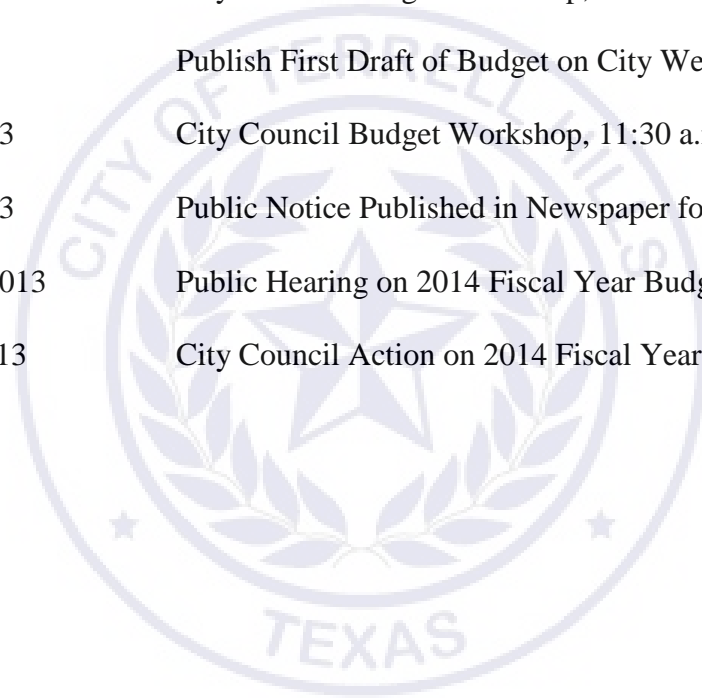 Publish First Draft of Budget on City We
3 City Council Budget Workshop, 11:30 a.
3 Public Notice Published in Newspaper fo
013 Public Hearing on 2014 Fiscal Year Budg
13 City Council Action on 2014 Fiscal Year
CITY OF TERRELL HILLS
TEXAS